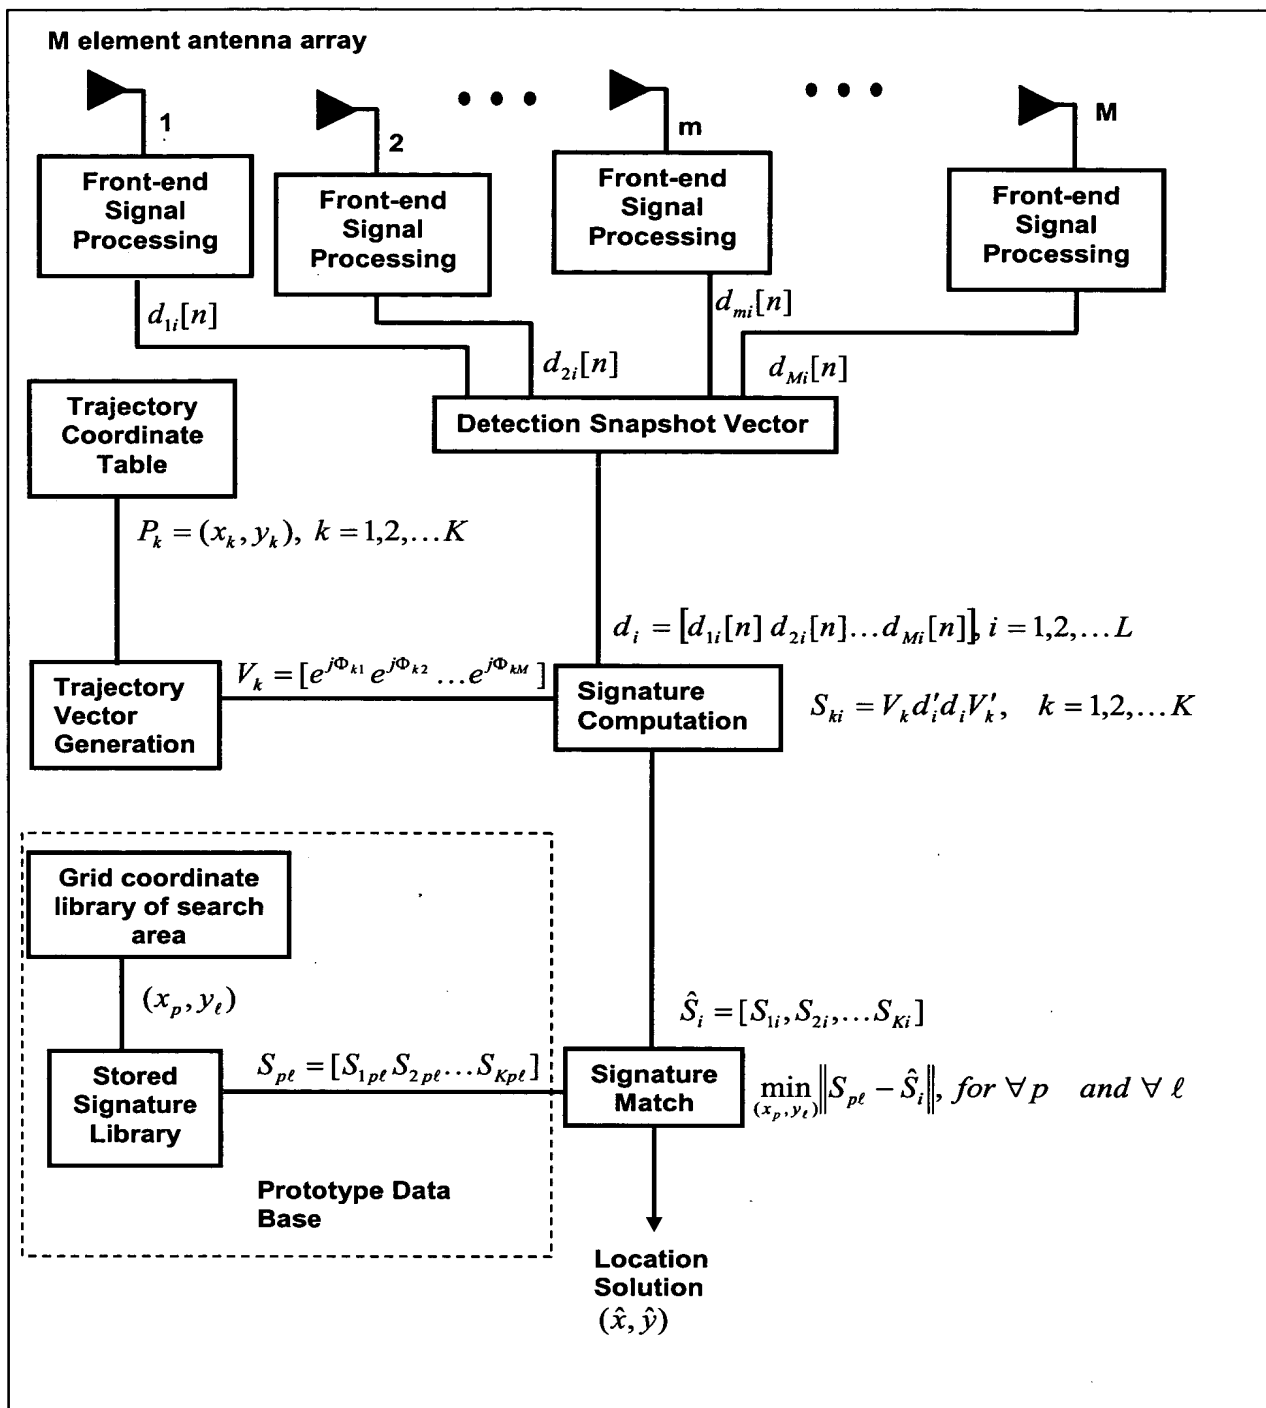 M element antenna array
1
2
m
M
Front-end
Signal
Processing
Front-end
Signal
Processing
Front-end
Signal
Processing
Front-end
Signal
Processing
d_{1i}[n]
d_{2i}[n]
d_{mi}[n]
d_{Mi}[n]
Trajectory
Coordinate
Table
Detection Snapshot Vector
P_k = (x_k, y_k), k = 1,2,...K
d_i = [d_{1i}[n] d_{2i}[n]...d_{Mi}[n]], i = 1,2,...L
Trajectory
Vector
Generation
V_k = [e^{jΦ_{k1}} e^{jΦ_{k2}} ...e^{jΦ_{kM}}]
Signature
Computation
S_{ki} = V_k d_i′ d_i V_k′, k = 1,2,...K
Grid coordinate
library of search
area
(x_p, y_ℓ)
Ŝ_i = [S_{1i}, S_{2i},...S_{Ki}]
Stored
Signature
Library
S_{pℓ} = [S_{1pℓ} S_{2pℓ}...S_{Kpℓ}]
Signature
Match
min_{(x_p, y_ℓ)} ||S_{pℓ} − Ŝ_i||, for ∀ p and ∀ ℓ
Prototype Data
Base
Location
Solution
(x̂, ŷ)